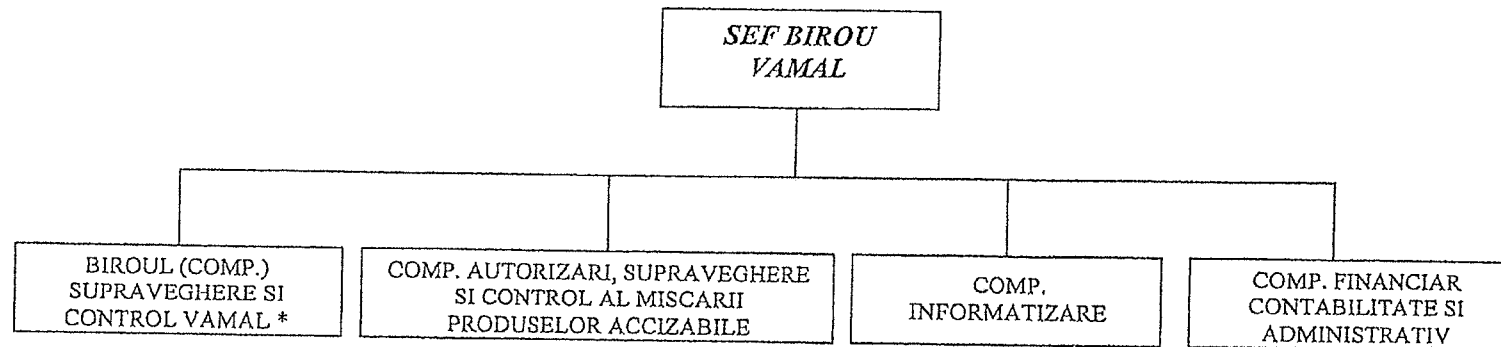 SEF BIROU
VAMAL
BIROUL (COMP.)
SUPRAVEGHERE SI
CONTROL VAMAL *
COMP. AUTORIZARI, SUPRAVEGHERE
SI CONTROL AL MISCARII
PRODUSELOR ACCIZABILE
COMP.
INFORMATIZARE
COMP. FINANCIAR
CONTABILITATE SI
ADMINISTRATIV